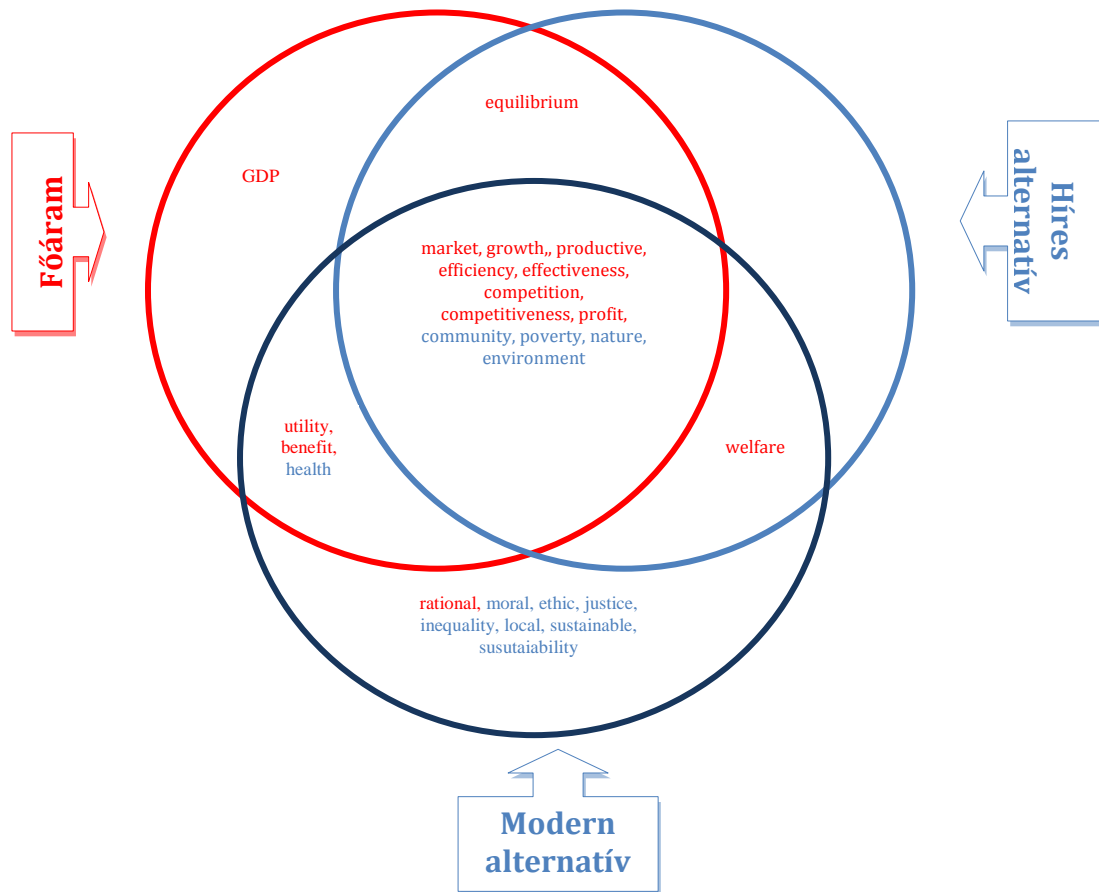 equilibrium
GDP
Főáram
Híres
alternatív
market, growth,, productive,
efficiency, effectiveness,
competition,
competitiveness, profit,
community, poverty, nature,
environment
utility,
benefit,
health
welfare
rational, moral, ethic, justice,
inequality, local, sustainable,
susutaiability
Modern
alternatív